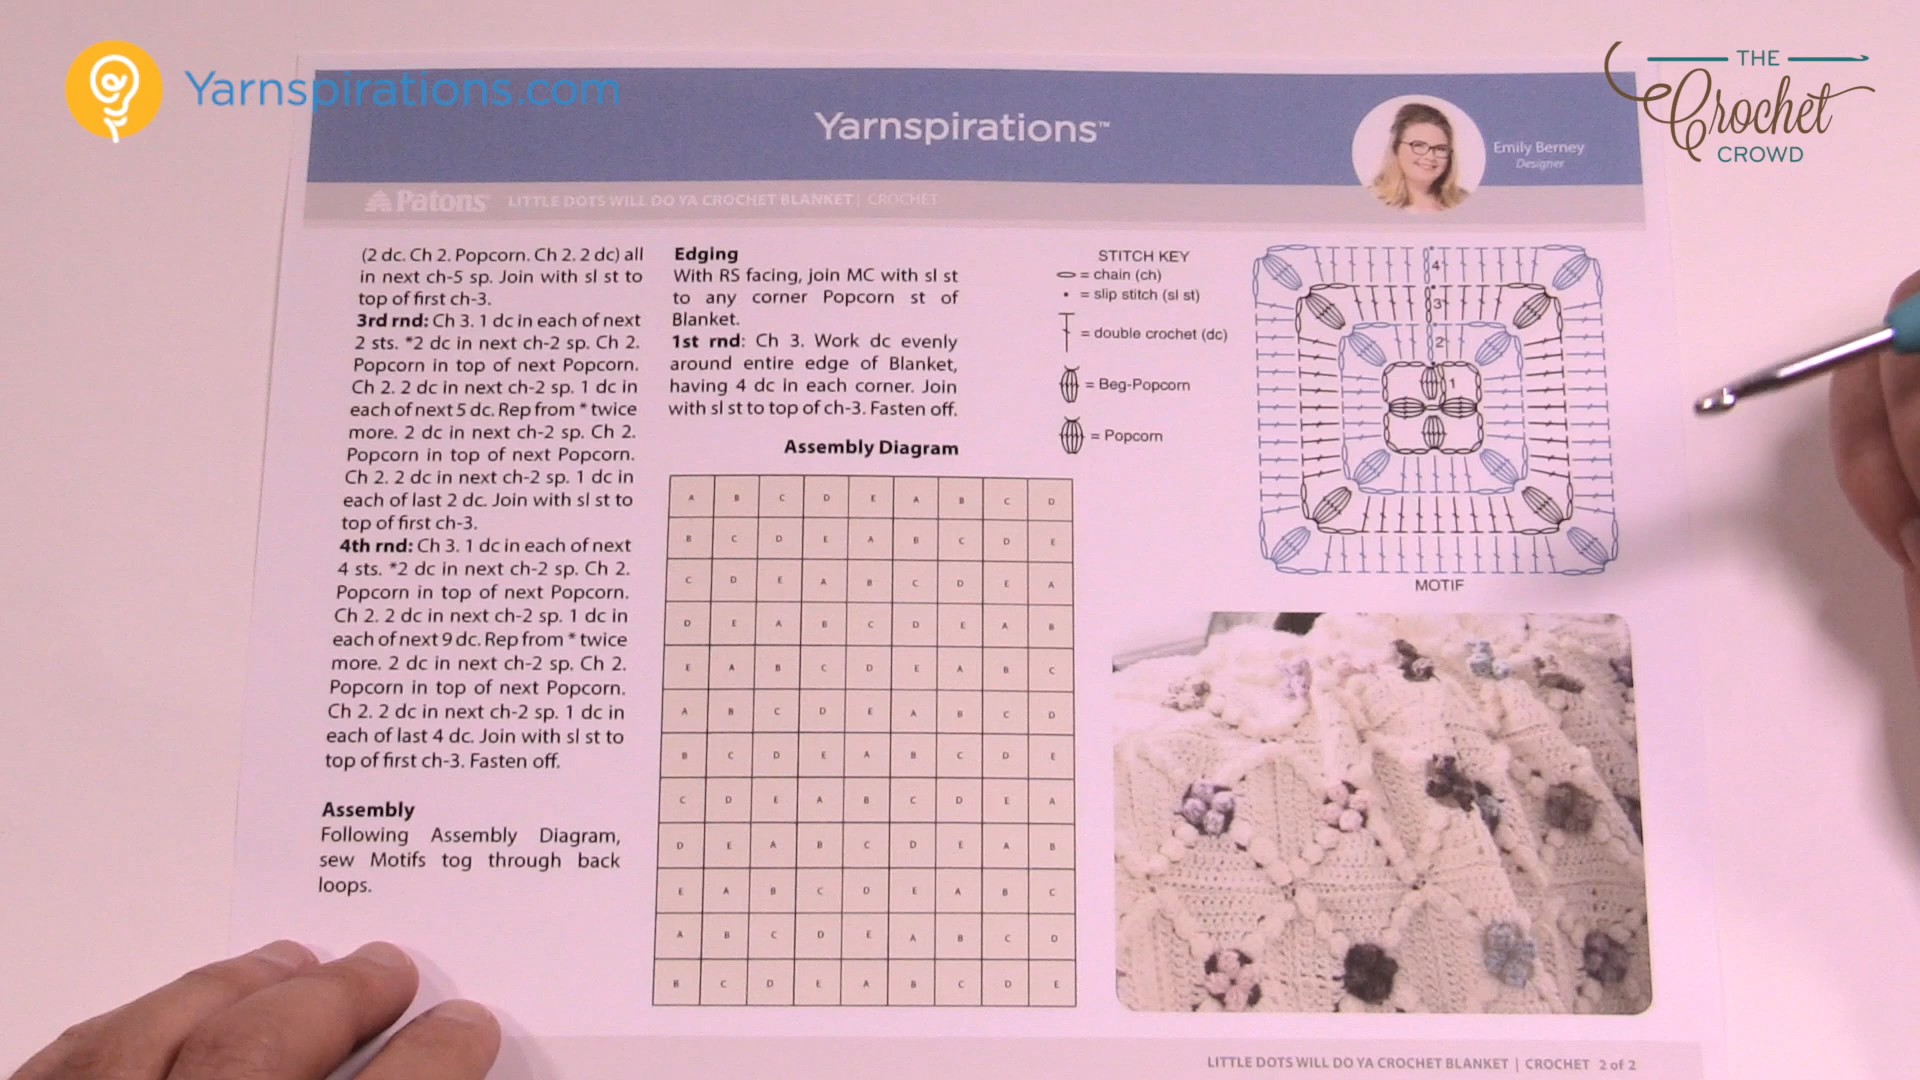 Yarnspirations.com
THE
Crochet
CROWD
Yarnspirations™
Emily Berney
Designer
Patons LITTLE DOTS WILL DO YA CROCHET BLANKET | CROCHET
(2 dc. Ch 2. Popcorn. Ch 2. 2 dc) all
in next ch-5 sp. Join with sl st to
top of first ch-3.
3rd rnd: Ch 3. 1 dc in each of next
2 sts. *2 dc in next ch-2 sp. Ch 2.
Popcorn in top of next Popcorn.
Ch 2. 2 dc in next ch-2 sp. 1 dc in
each of next 5 dc. Rep from * twice
more. 2 dc in next ch-2 sp. Ch 2.
Popcorn in top of next Popcorn.
Ch 2. 2 dc in next ch-2 sp. 1 dc in
each of last 2 dc. Join with sl st to
top of first ch-3.
4th rnd: Ch 3. 1 dc in each of next
4 sts. *2 dc in next ch-2 sp. Ch 2.
Popcorn in top of next Popcorn.
Ch 2. 2 dc in next ch-2 sp. 1 dc in
each of next 9 dc. Rep from * twice
more. 2 dc in next ch-2 sp. Ch 2.
Popcorn in top of next Popcorn.
Ch 2. 2 dc in next ch-2 sp. 1 dc in
each of last 4 dc. Join with sl st to
top of first ch-3. Fasten off.
Assembly
Following Assembly Diagram,
sew Motifs tog through back
loops.
Edging
With RS facing, join MC with sl st
to any corner Popcorn st of
Blanket.
1st rnd: Ch 3. Work dc evenly
around entire edge of Blanket,
having 4 dc in each corner. Join
with sl st to top of ch-3. Fasten off.
Assembly Diagram
A B C D E A B C D
B C D E A B C D E
C D E A B C D E A
D E A B C D E A B
E A B C D E A B C
A B C D E A B C D
B C D E A B C D E
C D E A B C D E A
D E A B C D E A B
E A B C D E A B C
A B C D E A B C D
B C D E A B C D E
STITCH KEY
= chain (ch)
= slip stitch (sl st)
= double crochet (dc)
= Beg-Popcorn
= Popcorn
4
3
2
1
MOTIF
LITTLE DOTS WILL DO YA CROCHET BLANKET | CROCHET 2 of 2